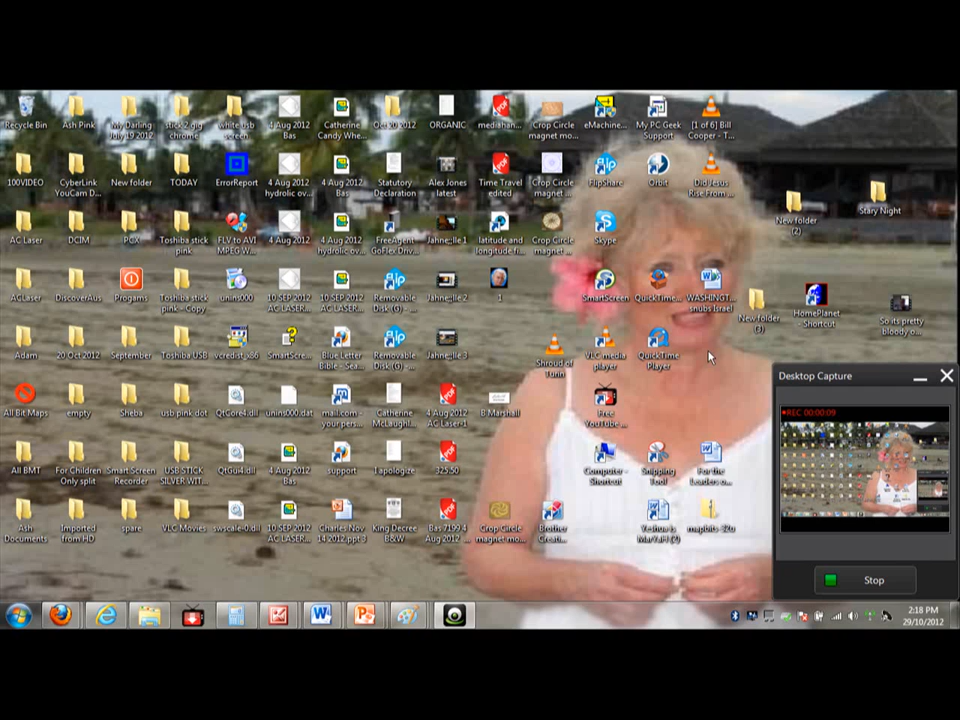 Recycle Bin
Ash Pink
My Darling
July 19 2012
stick 2 gig
chrome
white usb
screen
4 Aug 2012
Bas
Catherine
Candy Whe...
Oct 20 2012
ORGANIC
mediahan...
Crop Circle
magnet mo...
eMachine...
My PC Geek
Support
[1 of 6] Bill
Cooper - T...
100VIDEO
CyberLink
YouCam D...
New folder
TODAY
ErrorReport
4 Aug 2012
hydrolic ov...
4 Aug 2012
Bas
Statutory
Declaration
Alex Jones
latest
Time Travel
edited
Crop Circle
magnet...
FlipShare
Orbit
Did Jesus
Rise From ...
New folder
(2)
Stary Night
AC Laser
DCIM
PCX
Toshiba stick
pink
FLV to AVI
MPEG W...
4 Aug 2012
4 Aug 2012
hydrolic ov...
FreeAgent
GoFlex Driv...
Jahne_Ile 1
latitude and
longitude fi...
Crop Circle
magnet mo...
Skype
ACLaser
DiscoverAus
Progams
Toshiba stick
pink - Copy
unins000
10 SEP 2012
AC LASER...
10 SEP 2012
AC LASER...
Removable
Disk (G) -...
Jahne_Ile 2
1
SmartScreen
QuickTime...
WASHINGT...
snubs Israel
New folder
(3)
HomePlanet
- Shortcut
So its pretty
bloody o...
Adam
20 Oct 2012
September
Toshiba USB
vcredist_x86
SmartScre...
Blue Letter
Bible - Sea...
Removable
Disk (G) -...
Jahne_Ile 3
Shroud of
Turin
VLC media
player
QuickTime
Player
All Bit Maps
empty
Sheba
usb pink dot
QtCore4.dll
unins000.dat
mail.com -
your pers...
Catherine
McLaughl...
4 Aug 2012
AC Laser-1
B Marshall
Free
YouTube ...
All BMT
For Children
Only split
Smart Screen
Recorder
USB STICK
SILVER WIT...
QtGui4.dll
4 Aug 2012
Bas
support
I apologize
325.50
Computer -
Shortcut
Snipping
Tool
For the
Leaders o...
Ash
Documents
Imported
from HD
spare
VLC Movies
swscale-0.dll
10 SEP 2012
AC LASER...
Charles Nov
14 2012.ppt3
King Decree
B&W
Bas 7199.4
Aug 2012 ...
Crop Circle
magnet mo...
Brother
Creati...
Yeshua is
MarYaH (2)
mapbits-32o
Desktop Capture
REC 00:00:09
Stop
2:18 PM
29/10/2012